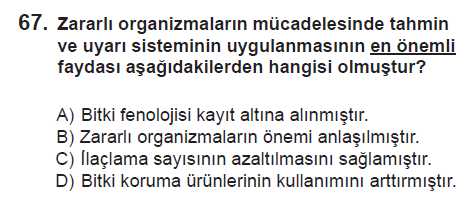 67. Zararlı organizmaların mücadelesinde tahmin
ve uyarı sisteminin uygulanmasının en önemli
faydası aşağıdakilerden hangisi olmuştur?
A) Bitki fenolojisi kayıt altına alınmıştır.
B) Zararlı organizmaların önemi anlaşılmıştır.
C) İlaçlama sayısının azaltılmasını sağlamıştır.
D) Bitki koruma ürünlerinin kullanımını arttırmıştır.